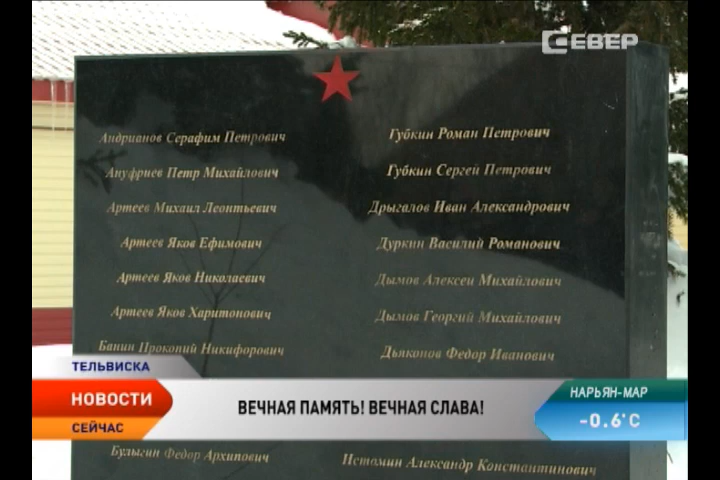 СЕВЕР
Андрианов Серафим Петрович
Ануфриев Петр Михайлович
Артеев Михаил Леонтьевич
Артеев Яков Ефимович
Артеев Яков Николаевич
Артеев Яков Харитонович
Банин Прокопий Никифорович
Булыгин Федор Архипович
Губкин Роман Петрович
Губкин Сергей Петрович
Дрыгалов Иван Александрович
Дуркин Василий Романович
Дымов Алексей Михайлович
Дымов Георгий Михайлович
Дьяконов Федор Иванович
Истомин Александр Константинович
ТЕЛЬВИСКА
НОВОСТИ
СЕЙЧАС
ВЕЧНАЯ ПАМЯТЬ! ВЕЧНАЯ СЛАВА!
НАРЬЯН-МАР
-0.6°C